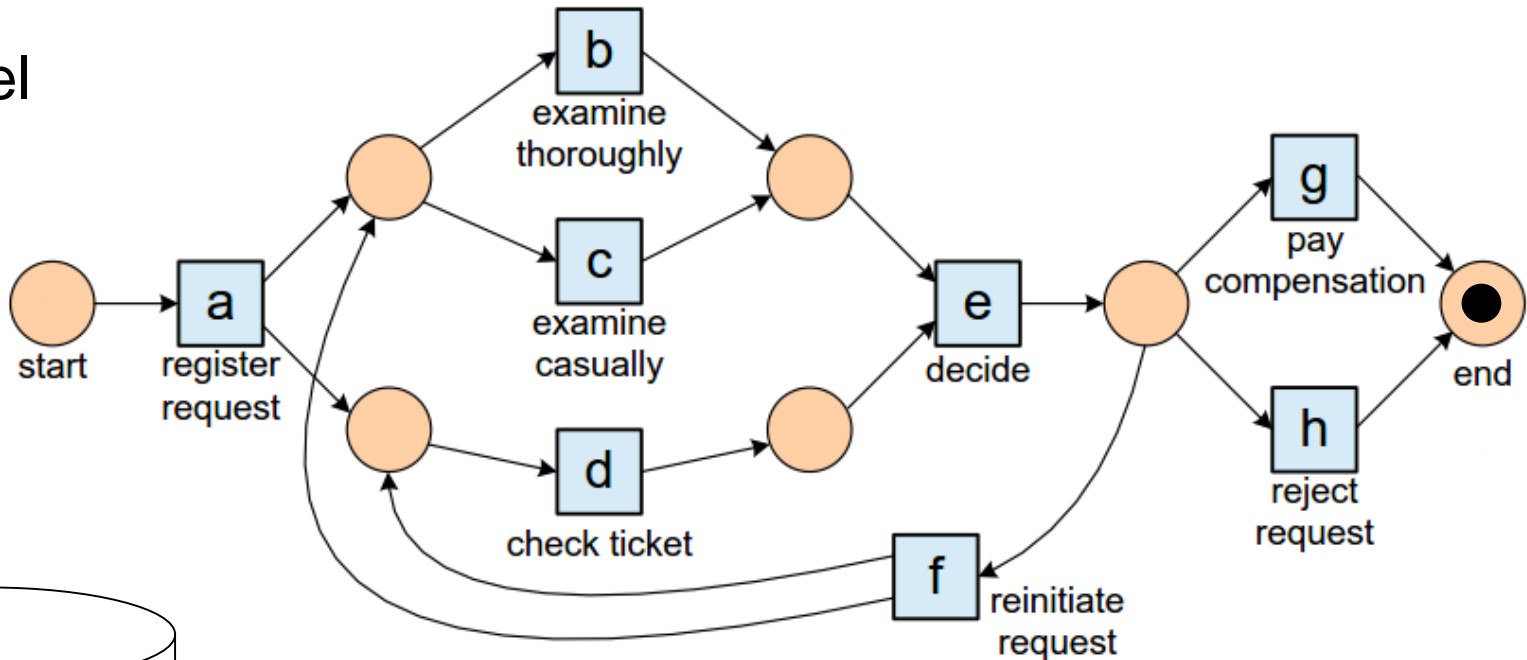 el
b
examine
thoroughly
c
examine
casually
start
a
register
request
d
check ticket
e
decide
f
reinitiate
request
g
pay
compensation
h
reject
request
end